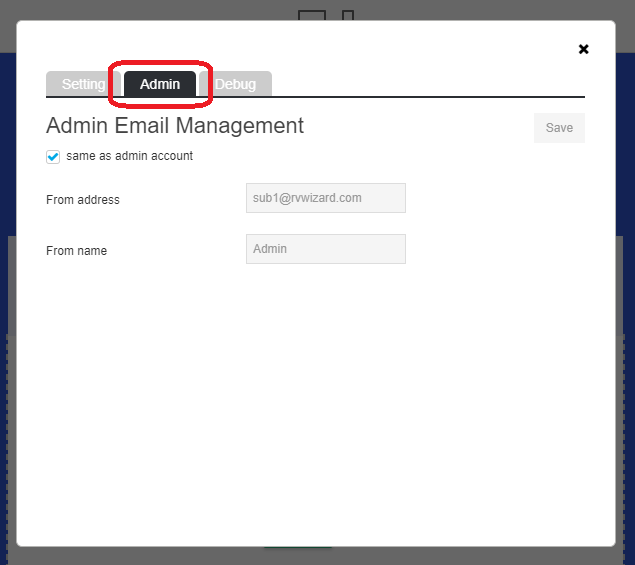 Setting Admin Debug
Admin Email Management
Save
same as admin account
From address
sub1@rvwizard.com
From name
Admin